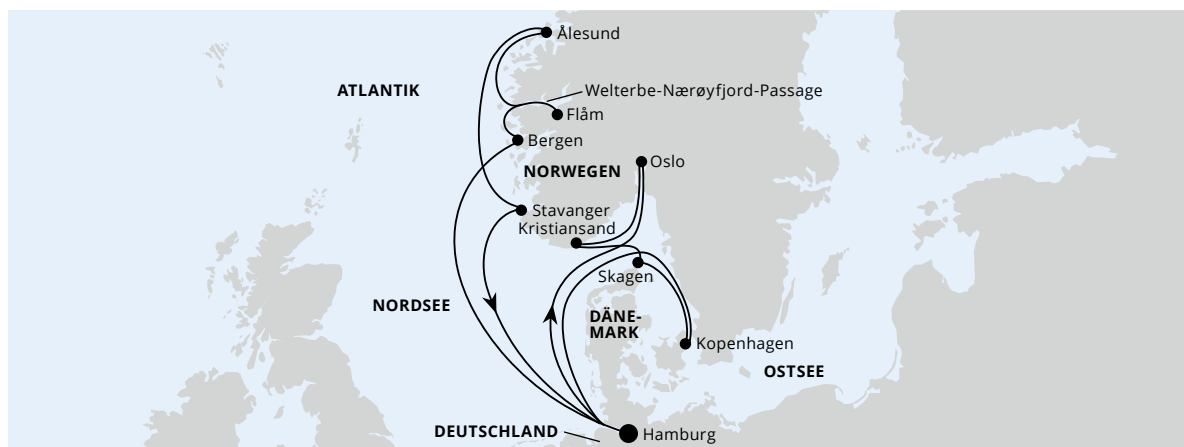 Ålesund
ATLANTIK
Welterbe-Nærøyfjord-Passage
Flåm
Bergen
Oslo
NORWEGEN
Stavanger
Kristiansand
Skagen
NORDSEE
DÄNE-
MARK
Kopenhagen
OSTSEE
DEUTSCHLAND
Hamburg